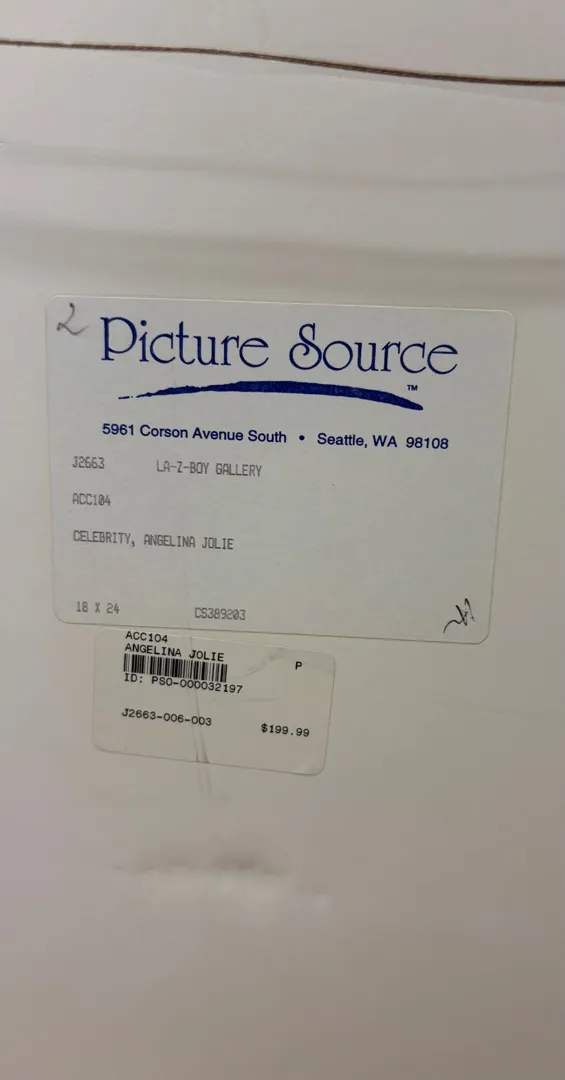 2
Picture Source
TM
5961 Corson Avenue South • Seattle, WA 98108
J2663 LA-Z-BOY GALLERY
ACC104
CELEBRITY, ANGELINA JOLIE
18 X 24 CS389203
ACC104
ANGELINA JOLIE
P
ID: PSO-000032197
J2663-006-003 $199.99